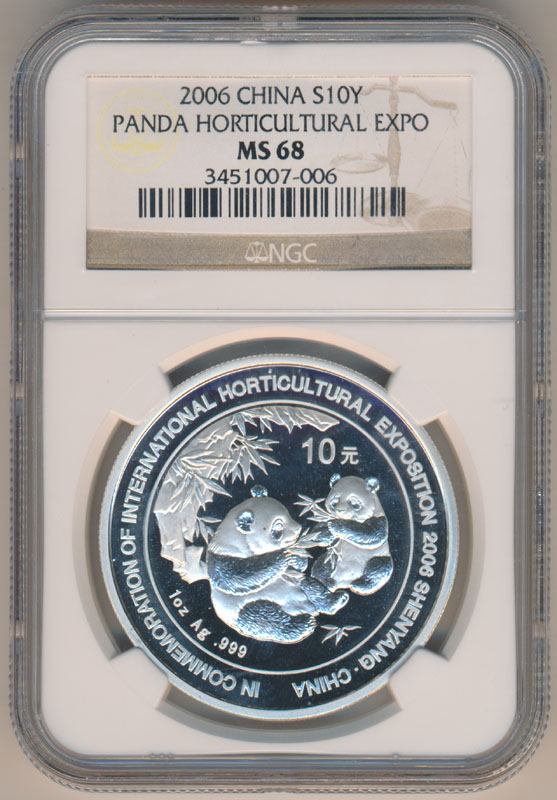 2006 CHINA S10Y
PANDA HORTICULTURAL EXPO
MS 68
3451007-006
NGC
IN COMMEMORATION OF INTERNATIONAL HORTICULTURAL EXPOSITION 2006 SHENYANG · CHINA
10元
1oz Ag .999